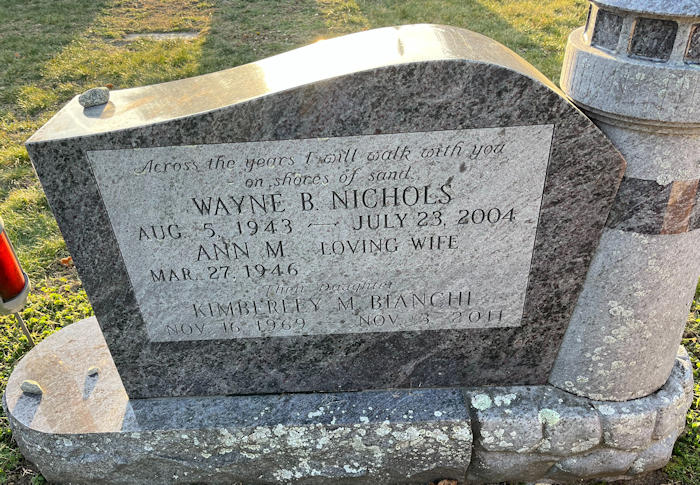 Across the years I will walk with you
on shores of sand
WAYNE B. NICHOLS
AUG. 5, 1943 — JULY 23, 2004
ANN M. LOVING WIFE
MAR. 27, 1946
Their Daughter
KIMBERLEY M. BIANCHI
NOV 16 1969 NOV 3 2011